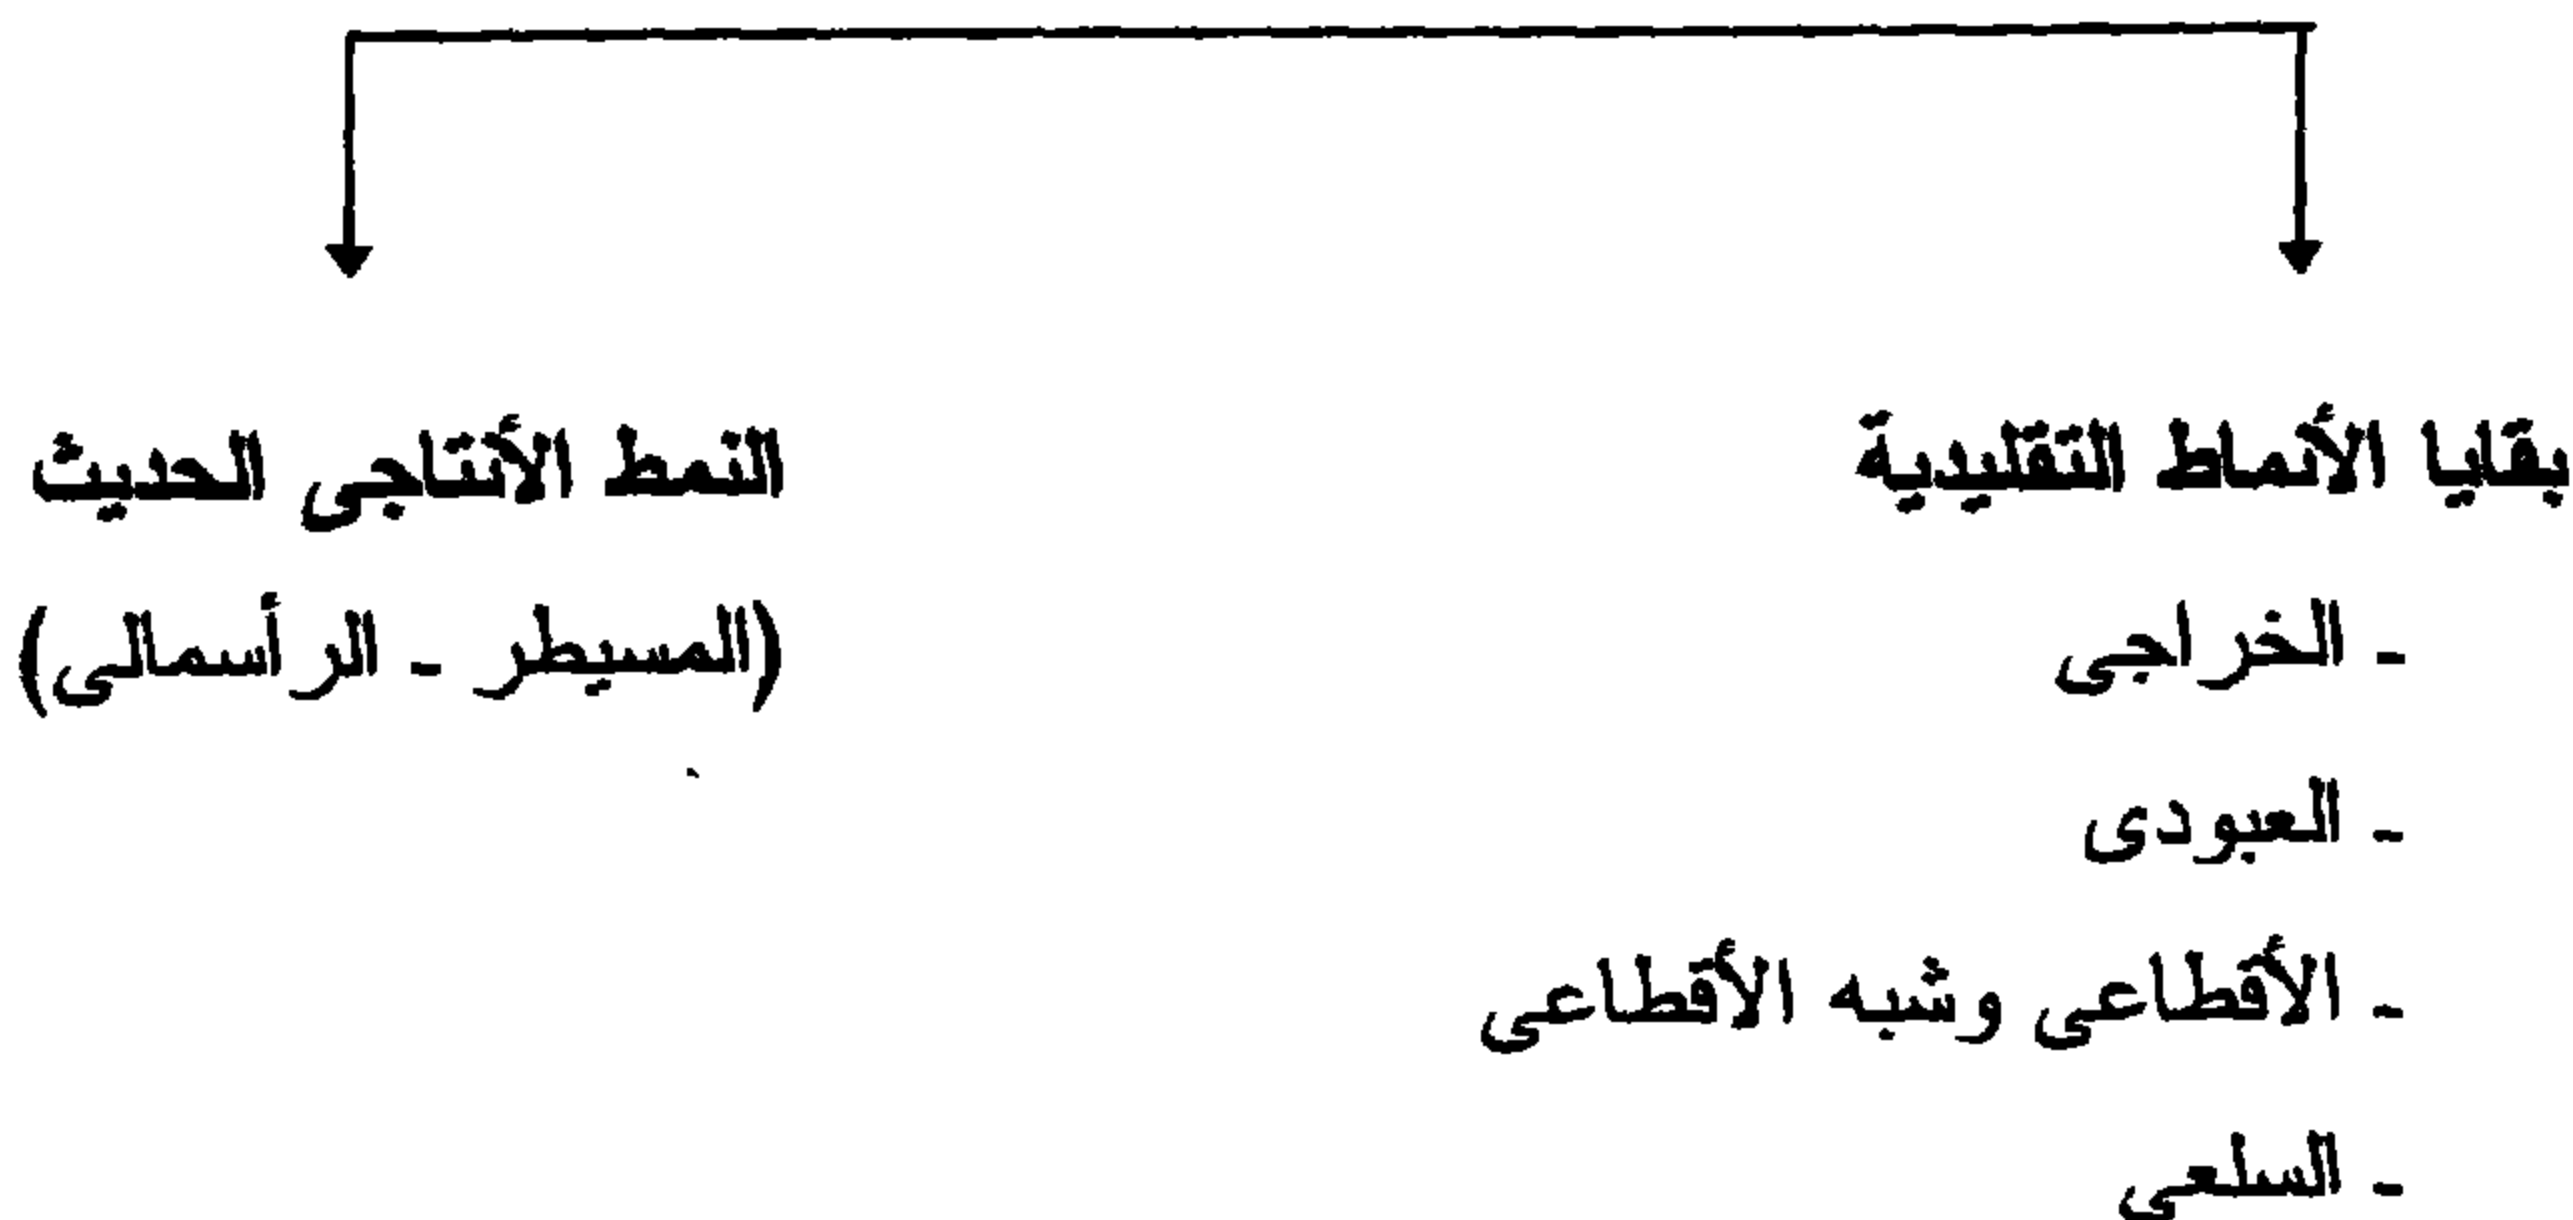 بقايا الأنماط التقليدية
- الخراجى
- العبودى
- الأقطاعى وشبه الأقطاعى
- السلعى
النمط الأنتاجى الحديث
(المسيطر - الرأسمالى)